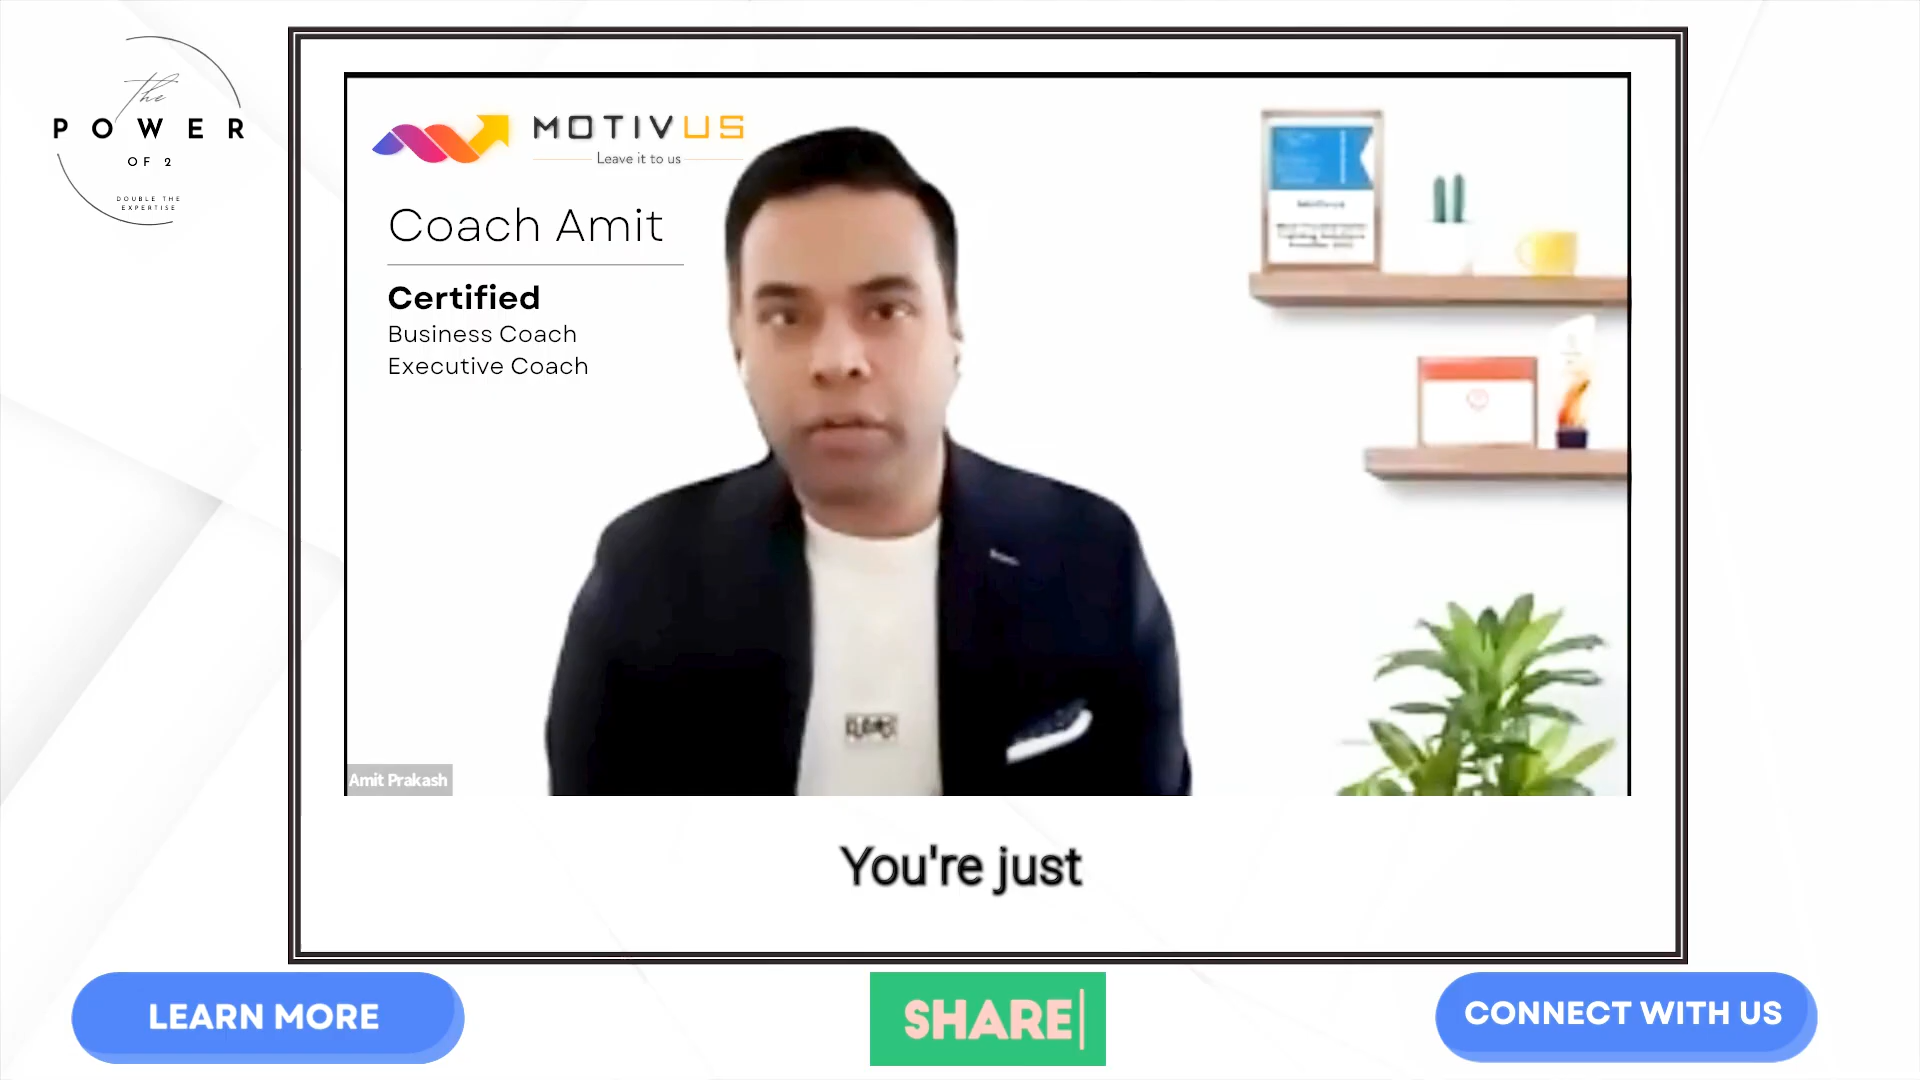 the
POWER
OF 2
DOUBLE THE
EXPERTISE
MOTIVUS
Leave it to us
Coach Amit
Certified
Business Coach
Executive Coach
Amit Prakash
You're just
LEARN MORE
SHARE
CONNECT WITH US